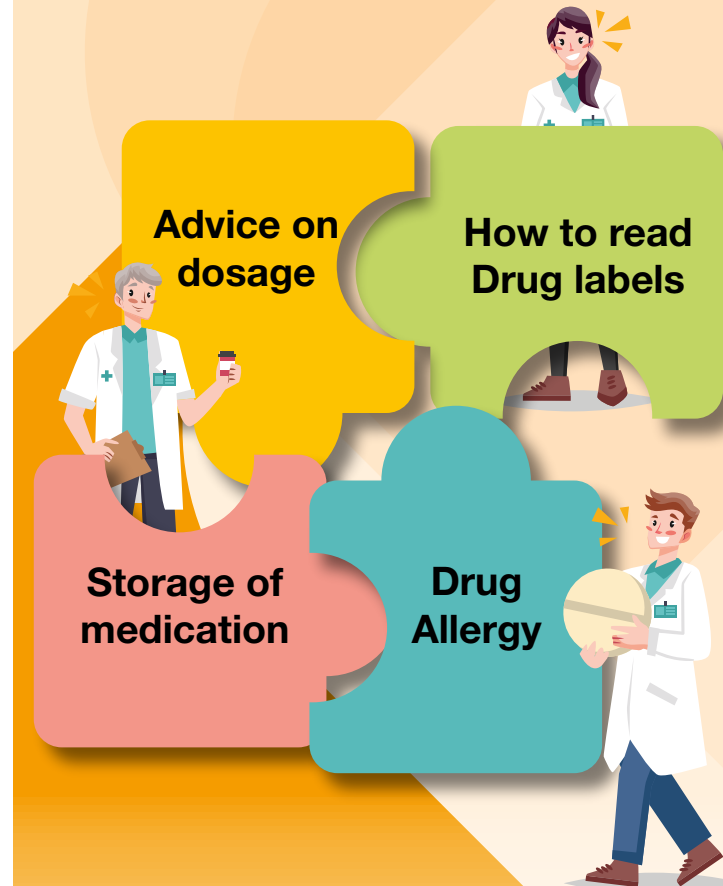 Advice on
dosage
How to read
Drug labels
Storage of
medication
Drug
Allergy